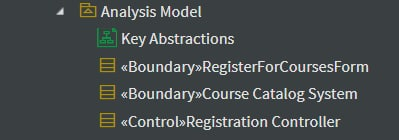 Analysis Model
Key Abstractions
«Boundary»RegisterForCoursesForm
«Boundary»Course Catalog System
«Control»Registration Controller